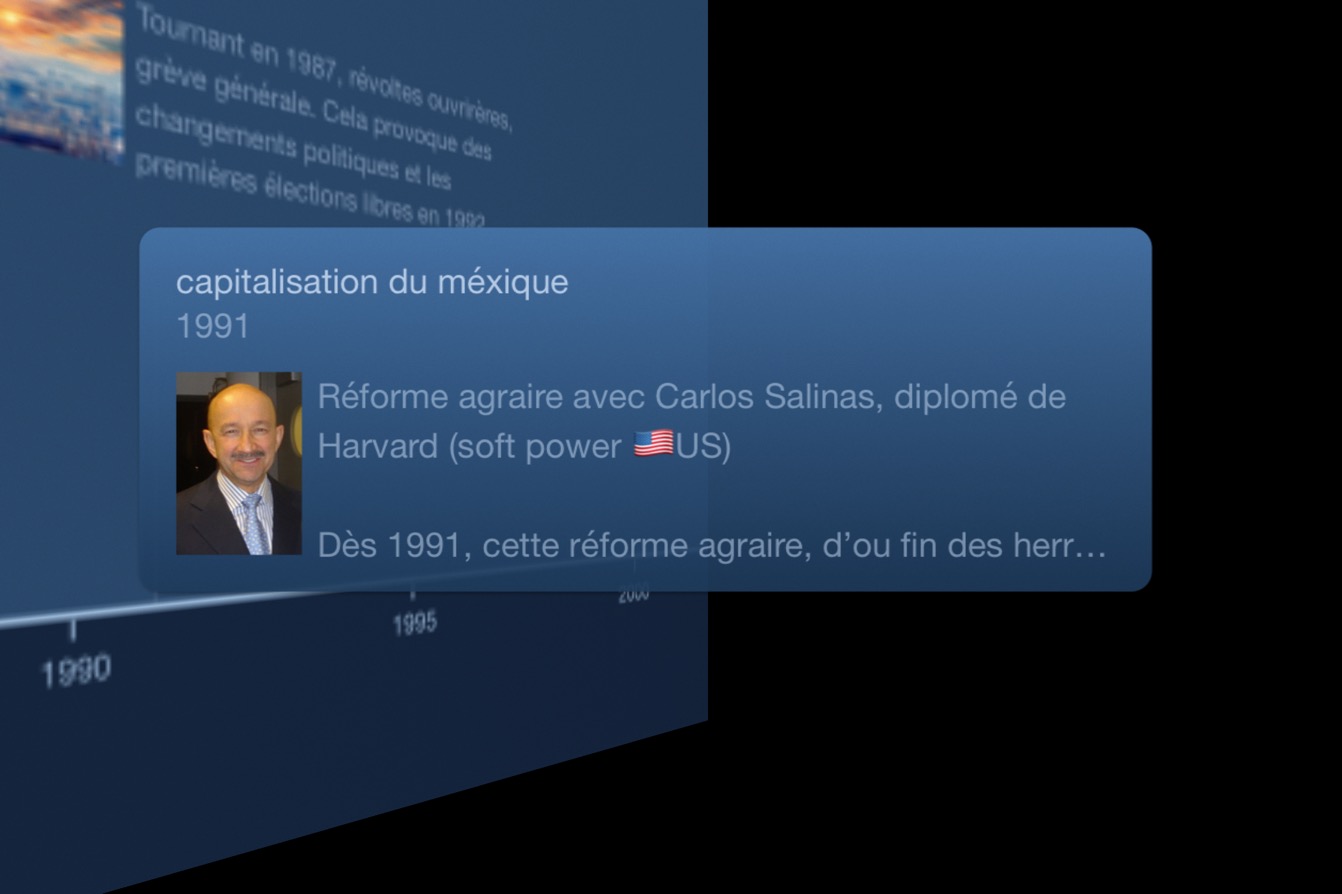 Tournant en 1987, révoltes ouvrirères,
grève générale. Cela provoque des
changements politiques et les
premières élections libres en 1992
capitalisation du méxique
1991
Réforme agraire avec Carlos Salinas, diplomé de
Harvard (soft power 🇺🇸US)
Dès 1991, cette réforme agraire, d’ou fin des herr…
1990
1995
2000